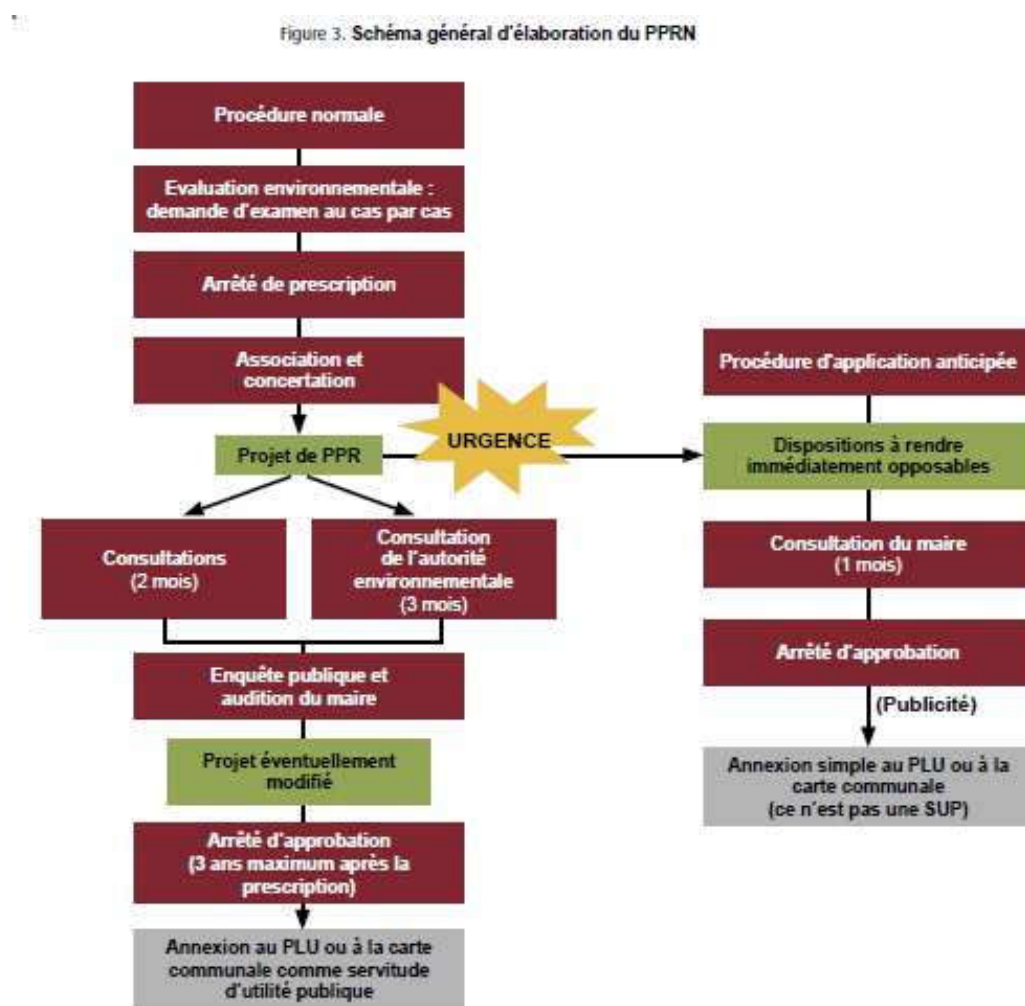 Figure 3. Schéma général d'élaboration du PPRN
Procédure normale
Evaluation environnementale :
demande d'examen au cas par cas
Arrêté de prescription
Association et
concertation
URGENCE
Projet de PPR
Consultations
(2 mois)
Consultation
de l'autorité
environnementale
(3 mois)
Enquête publique et
audition du maire
Projet éventuellement
modifié
Arrêté d'approbation
(3 ans maximum après la
prescription)
Annexion au PLU ou à la carte
communale comme servitude
d'utilité publique
Procédure d'application anticipée
Dispositions à rendre
immédiatement opposables
Consultation du maire
(1 mois)
Arrêté d'approbation
(Publicité)
Annexion simple au PLU ou à la
carte communale
(ce n'est pas une SUP)